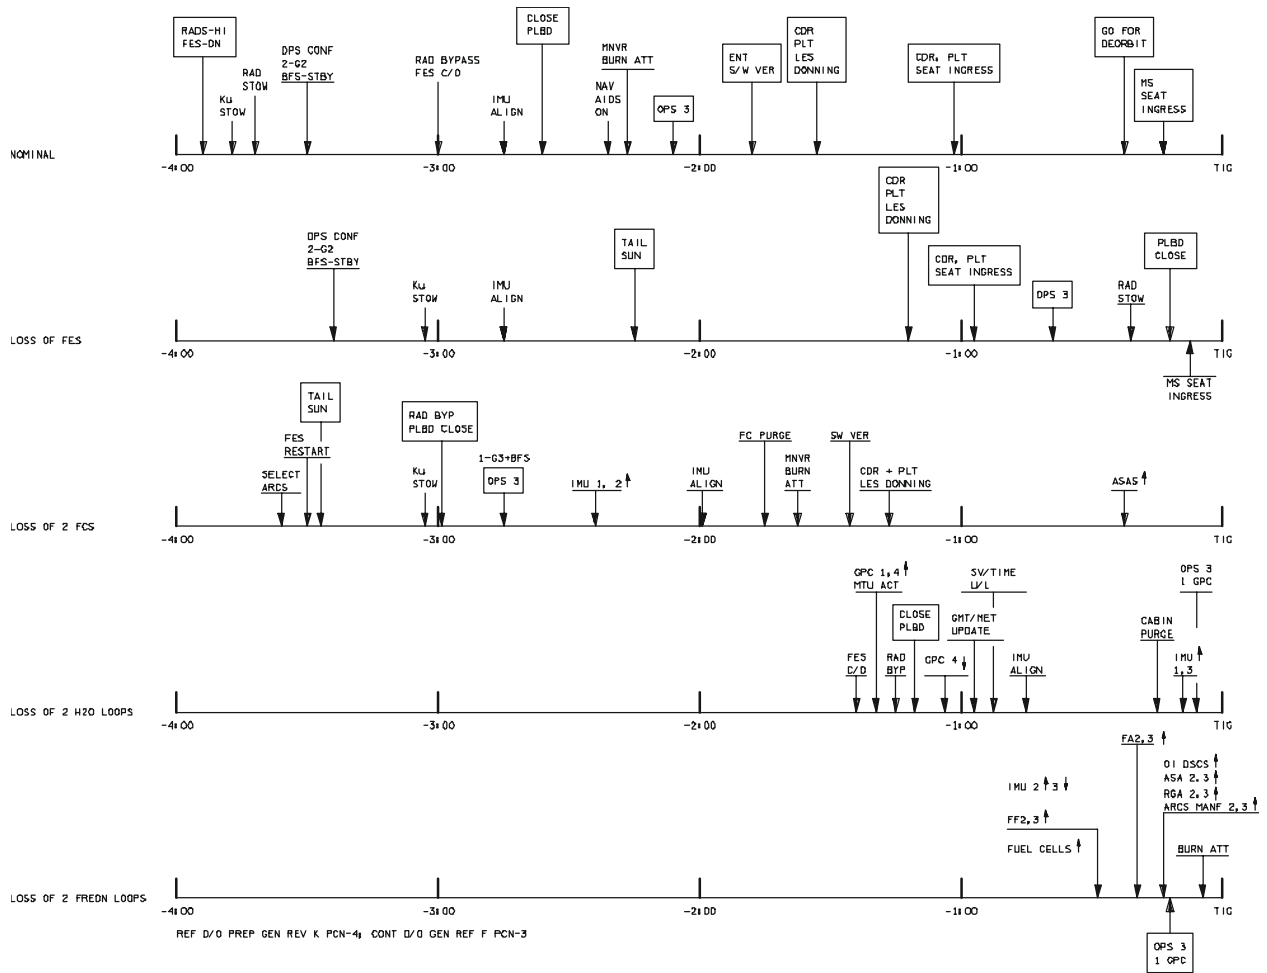 RADS-HI
FES-DN
Ku
STOW
RAD
STOW
DPS CONF
2-G2
BFS-STBY
RAD BYPASS
FES C/O
IMU
ALIGN
CLOSE
PLBD
NAV
AIDS
ON
MNVR
BURN ATT
OPS 3
ENT
S/W VER
CDR
PLT
LES
DONNING
CDR, PLT
SEAT INGRESS
GO FOR
DEORBIT
MS
SEAT
INGRESS
NOMINAL
-4:00 -3:00 -2:00 -1:00 TIG
DPS CONF
2-G2
BFS-STBY
Ku
STOW
IMU
ALIGN
TAIL
SUN
CDR
PLT
LES
DONNING
CDR, PLT
SEAT INGRESS
OPS 3
RAD
STOW
PLBD
CLOSE
MS SEAT
INGRESS
LOSS OF FES
-4:00 -3:00 -2:00 -1:00 TIG
SELECT
ARCS
FES
RESTART
TAIL
SUN
Ku
STOW
RAD BYP
PLBD CLOSE
1-G3+BFS
OPS 3
IMU 1, 2 ↑
IMU
ALIGN
FC PURGE
MNVR
BURN
ATT
SW VER
CDR + PLT
LES DONNING
ASAS ↑
LOSS OF 2 FCS
-4:00 -3:00 -2:00 -1:00 TIG
FES
C/O
GPC 1,4 ↑
MTU ACT
RAD
BYP
CLOSE
PLBD
GPC 4 ↓
GMT/MET
UPDATE
SV/TIME
U/L
IMU
ALIGN
CABIN
PURGE
IMU ↑
1,3
OPS 3
1 GPC
LOSS OF 2 H2O LOOPS
-4:00 -3:00 -2:00 -1:00 TIG
IMU 2 ↑ 3 ↓
FF2,3 ↑
FUEL CELLS ↑
FA2,3 ↑
OI DSCS ↑
ASA 2,3 ↑
RGA 2,3 ↑
ARCS MANF 2,3 ↑
BURN ATT
LOSS OF 2 FREON LOOPS
-4:00 -3:00 -2:00 -1:00 TIG
OPS 3
1 GPC
REF D/O PREP GEN REV K PCN-4; CONT D/O GEN REF F PCN-3